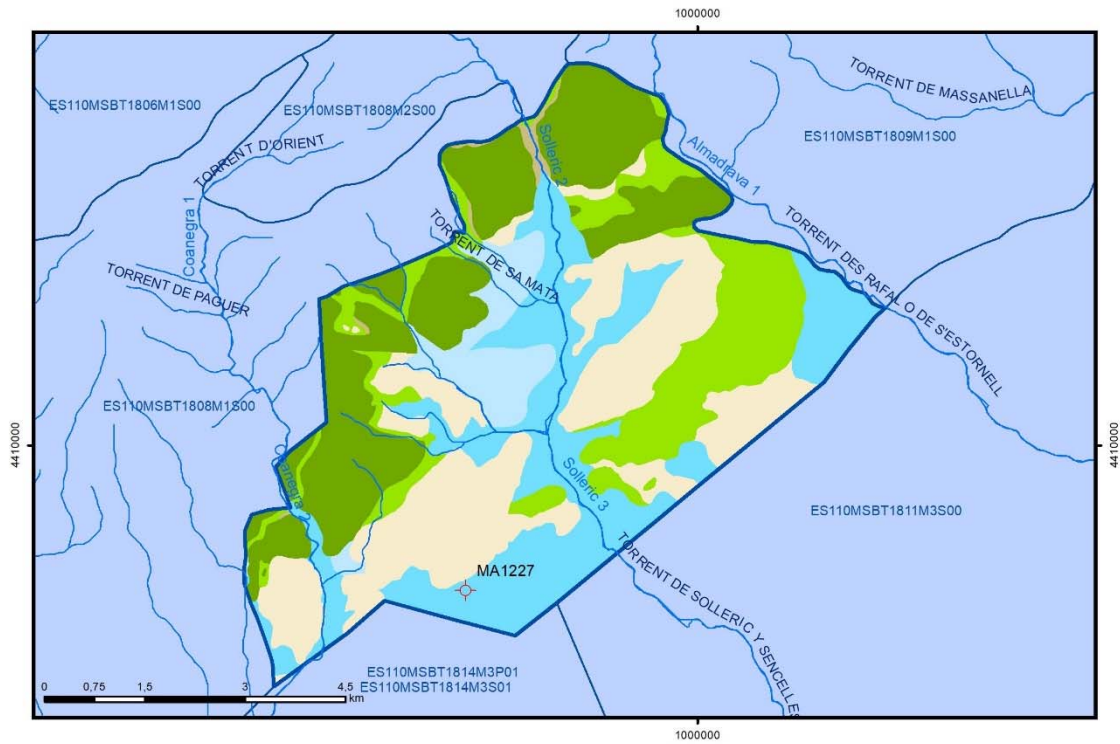 1000000
TORRENT DE MASSANELLA
ES110MSBT1806M1S00
ES110MSBT1808M2S00
ES110MSBT1809M1S00
TORRENT D'ORIENT
Solleric 2
Almadrava 1
Coanegra 1
TORRENT DE SA MATA
TORRENT DES RAFAL O DE S'ESTORNELL
TORRENT DE PAGUER
ES110MSBT1808M1S00
4410000
4410000
Coanegra 2
Solleric 3
ES110MSBT1811M3S00
MA1227
TORRENT DE SOLLERIC Y SENCELLES
ES110MSBT1814M3P01
ES110MSBT1814M3S01
0 0,75 1,5 3 4,5
km
1000000